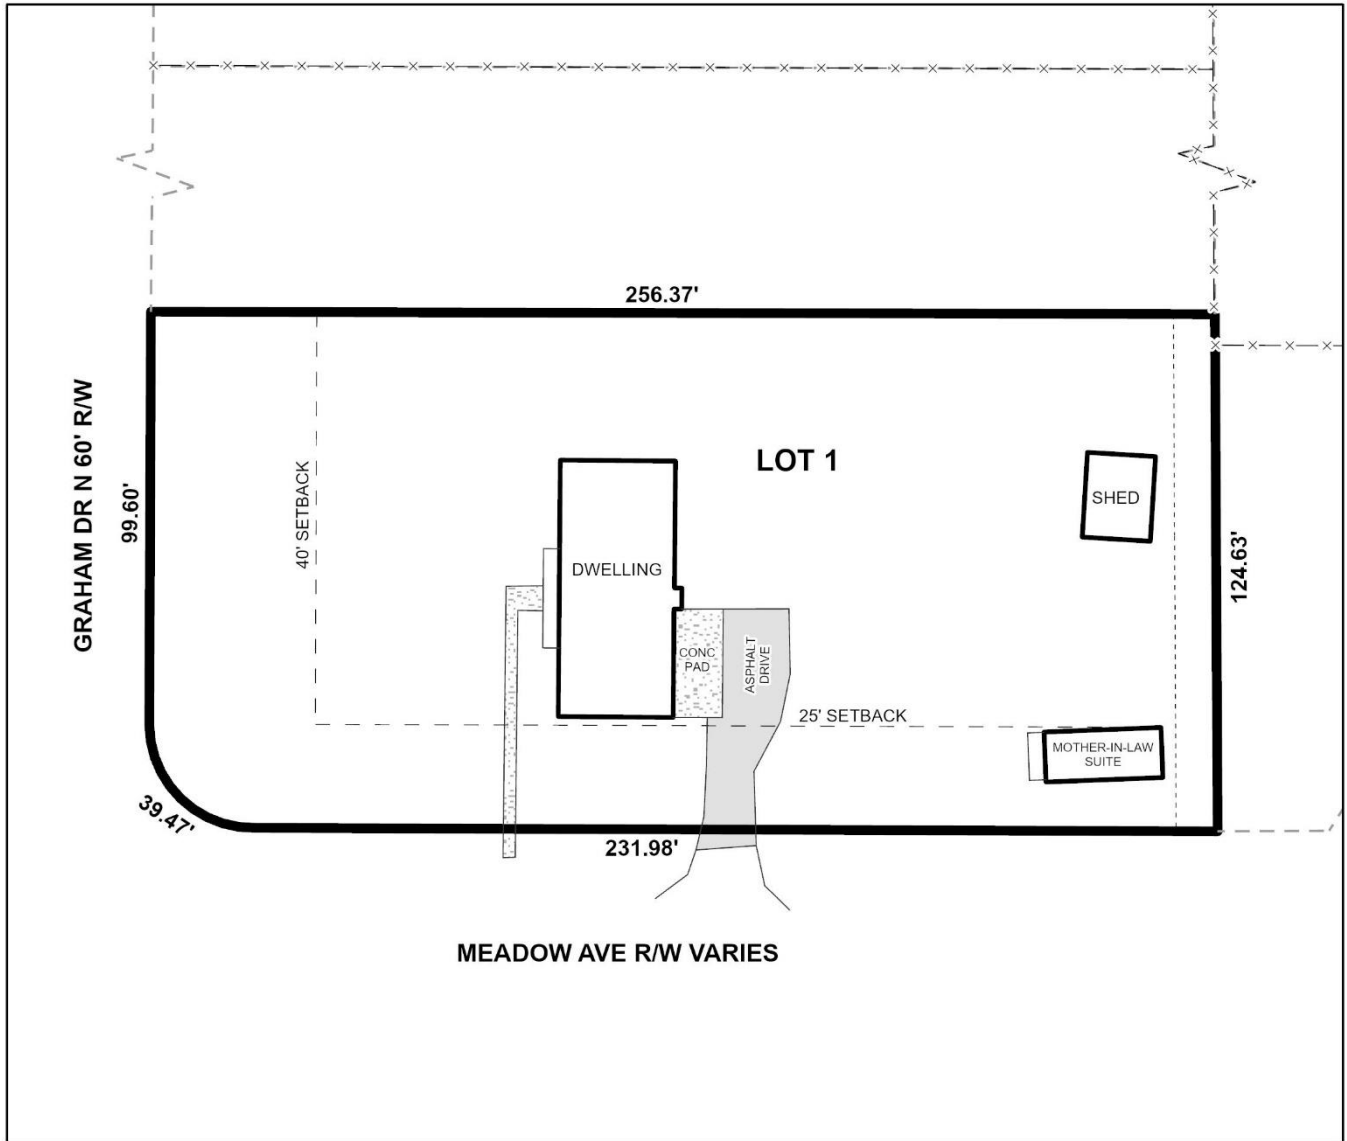 256.37'
GRAHAM DR N 60' R/W
99.60'
40' SETBACK
LOT 1
SHED
DWELLING
124.63'
CONC
PAD
ASPHALT
DRIVE
25' SETBACK
MOTHER-IN-LAW
SUITE
39.47'
231.98'
MEADOW AVE R/W VARIES